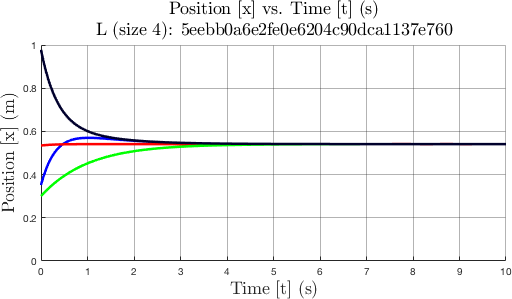 Position [x] vs. Time [t] (s)
L (size 4): 5eebb0a6e2fe0e6204c90dca1137e760
Position [x] (m)
1
0.8
0.6
0.4
0.2
0
0 1 2 3 4 5 6 7 8 9 10
Time [t] (s)